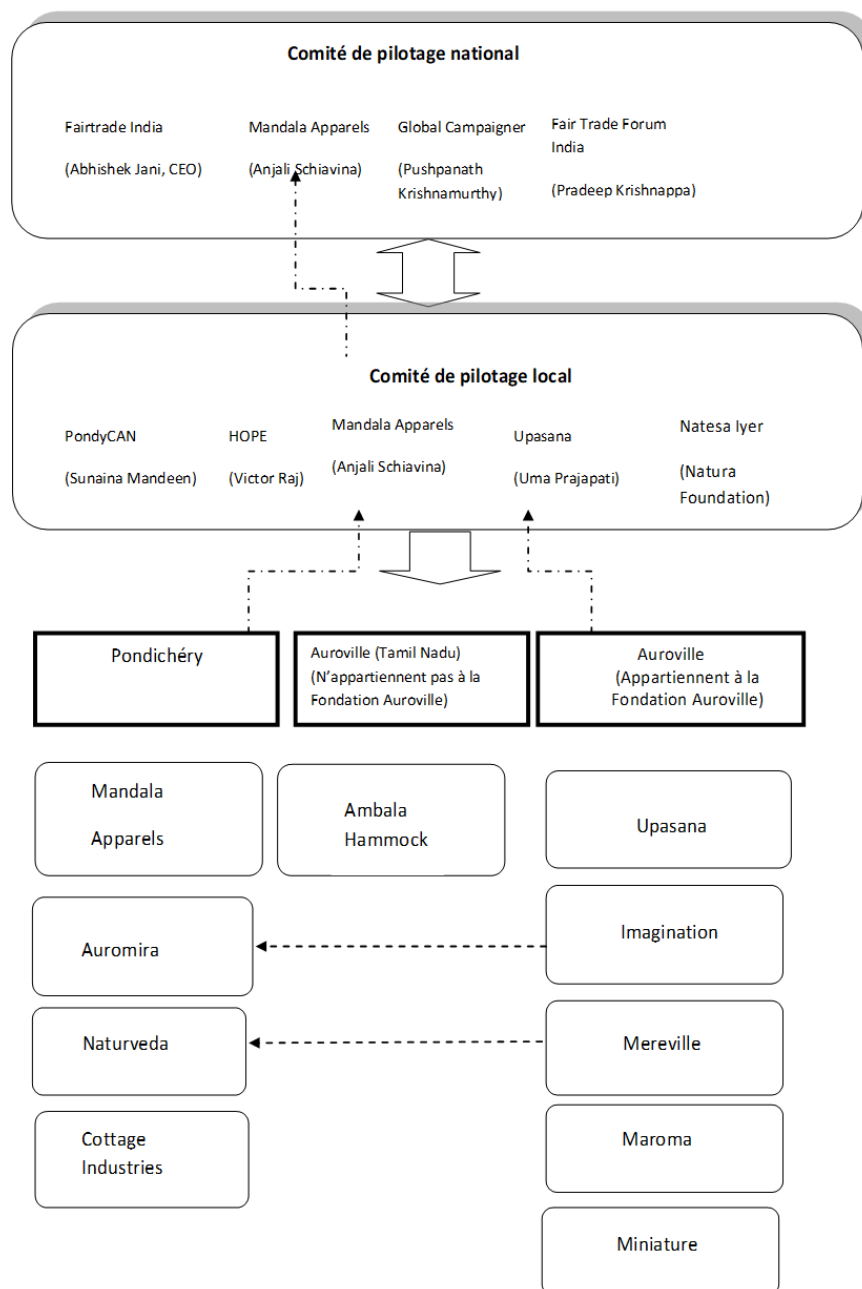 Comité de pilotage national
Fairtrade India
(Abhishek Jani, CEO)
Mandala Apparels
(Anjali Schiavina)
Global Campaigner
(Pushpanath
Krishnamurthy)
Fair Trade Forum
India
(Pradeep Krishnappa)
Comité de pilotage local
PondyCAN
(Sunaina Mandeen)
HOPE
(Victor Raj)
Mandala Apparels
(Anjali Schiavina)
Upasana
(Uma Prajapati)
Natesa Iyer
(Natura
Foundation)
Pondichéry
Auroville (Tamil Nadu)
(N’appartiennent pas à la
Fondation Auroville)
Auroville
(Appartiennent à la
Fondation Auroville)
Mandala
Apparels
Ambala
Hammock
Upasana
Auromira
Imagination
Naturveda
Mereville
Cottage
Industries
Maroma
Miniature